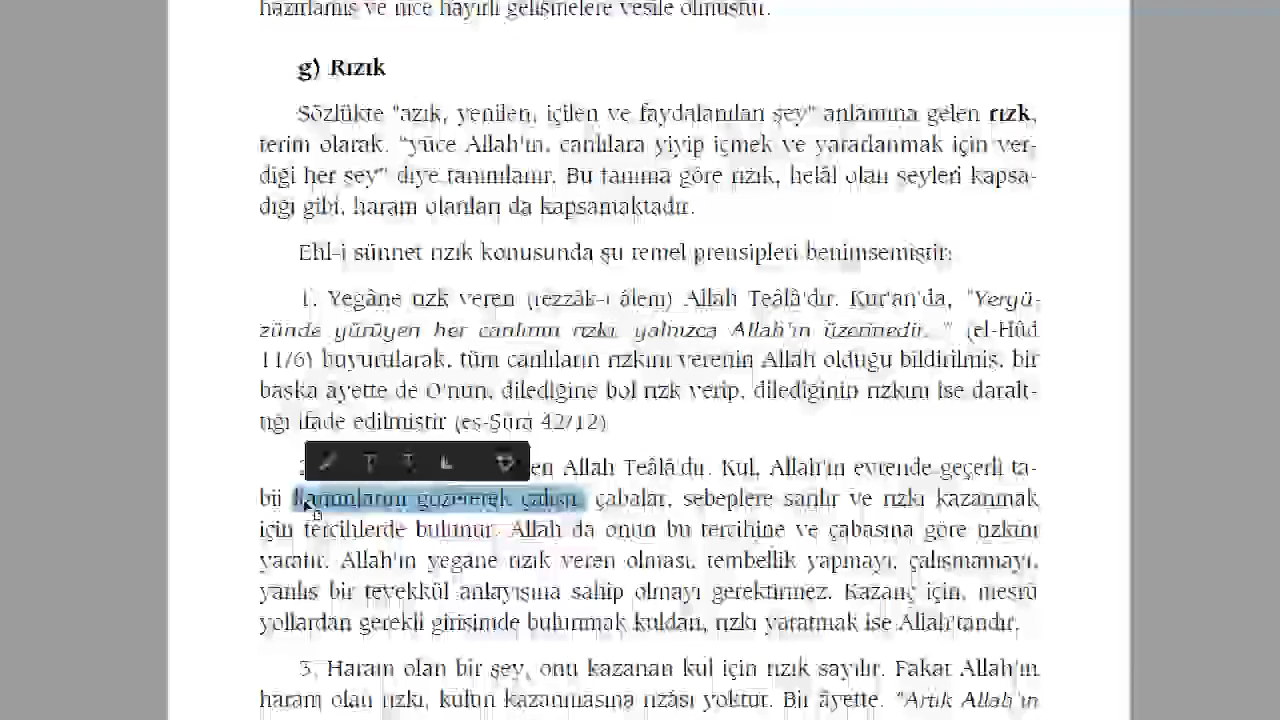 hazırlamış ve nice hayırlı gelişmelere vesile olmuştur.
g) Rızık
Sözlükte "azık, yenilen, içilen ve faydalanılan şey" anlamına gelen rızk,
terim olarak, "yüce Allah'ın, canlılara yiyip içmek ve yararlanmak için ver-
diği her şey" diye tanımlanır. Bu tanıma göre rızık, helâl olan şeyleri kapsa-
dığı gibi, haram olanları da kapsamaktadır.
Ehl-i sünnet rızık konusunda şu temel prensipleri benimsemiştir:
1. Yegâne rızk veren (rezzâk-ı âlem) Allah Teâlâ'dır. Kur'an'da, "Yeryü-
zünde yürüyen her canlının rızkı, yalnızca Allah'ın üzerinedir." (el-Hûd
11/6) buyurularak, tüm canlıların rızkını verenin Allah olduğu bildirilmiş, bir
başka âyette de O'nun, dilediğine bol rızk verip, dilediğinin rızkını ise daralt-
tığı ifade edilmiştir (eş-Şûrâ 42/12)
en Allah Teâlâ'dır. Kul, Allah'ın evrende geçerli ta-
bii kanunlarını gözeterek çalışır, çabalar, sebeplere sarılır ve rızkı kazanmak
için tercihlerde bulunur. Allah da onun bu tercihine ve çabasına göre rızkını
yaratır. Allah'ın yegâne rızık veren olması, tembellik yapmayı, çalışmamayı,
yanlış bir tevekkül anlayışına sahip olmayı gerektirmez. Kazanç için, meşrû
yollardan gerekli girişimde bulunmak kuldan, rızkı yaratmak ise Allah'tandır.
3. Haram olan bir şey, onu kazanan kul için rızık sayılır. Fakat Allah'ın
haram olan rızkı, kulun kazanmasına rızâsı yoktur. Bir âyette, "Artık Allah'ın